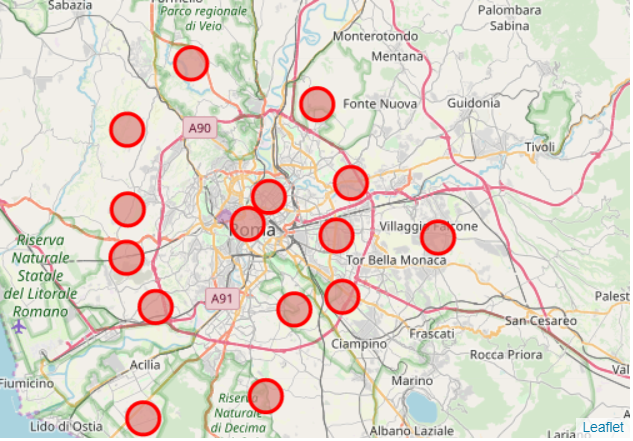 Formello
Sabazia
Parco regionale
di Veio
Palombara
Sabina
Monterotondo
Mentana
Fonte Nuova
Guidonia
A90
Tivoli
Roma
Villaggio Falcone
Riserva
Naturale
Statale
del Litorale
Romano
Tor Bella Monaca
A91
Palest
San Cesareo
Frascati
Ciampino
Rocca Priora
Acilia
Fiumicino
Marino
Riserva
Naturale
di Decima
Lido di Ostia
Albano Laziale
Lariano
Leaflet